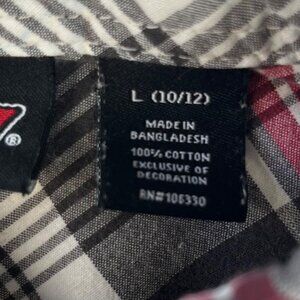 L (10/12)
MADE IN
BANGLADESH
100% COTTON
EXCLUSIVE OF
DECORATION
RN#106330
®